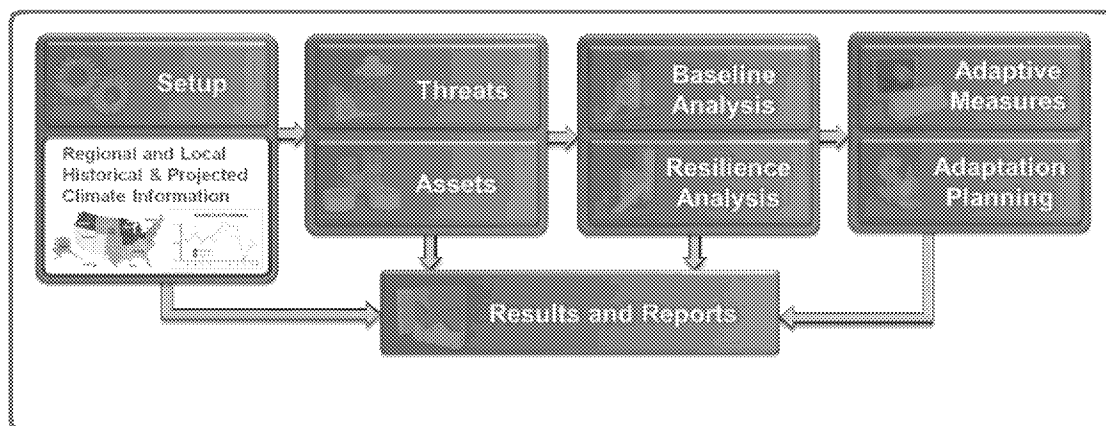 Setup
Regional and Local
Historical & Projected
Climate Information
Threats
Assets
Baseline
Analysis
Resilience
Analysis
Adaptive
Measures
Adaptation
Planning
Results and Reports